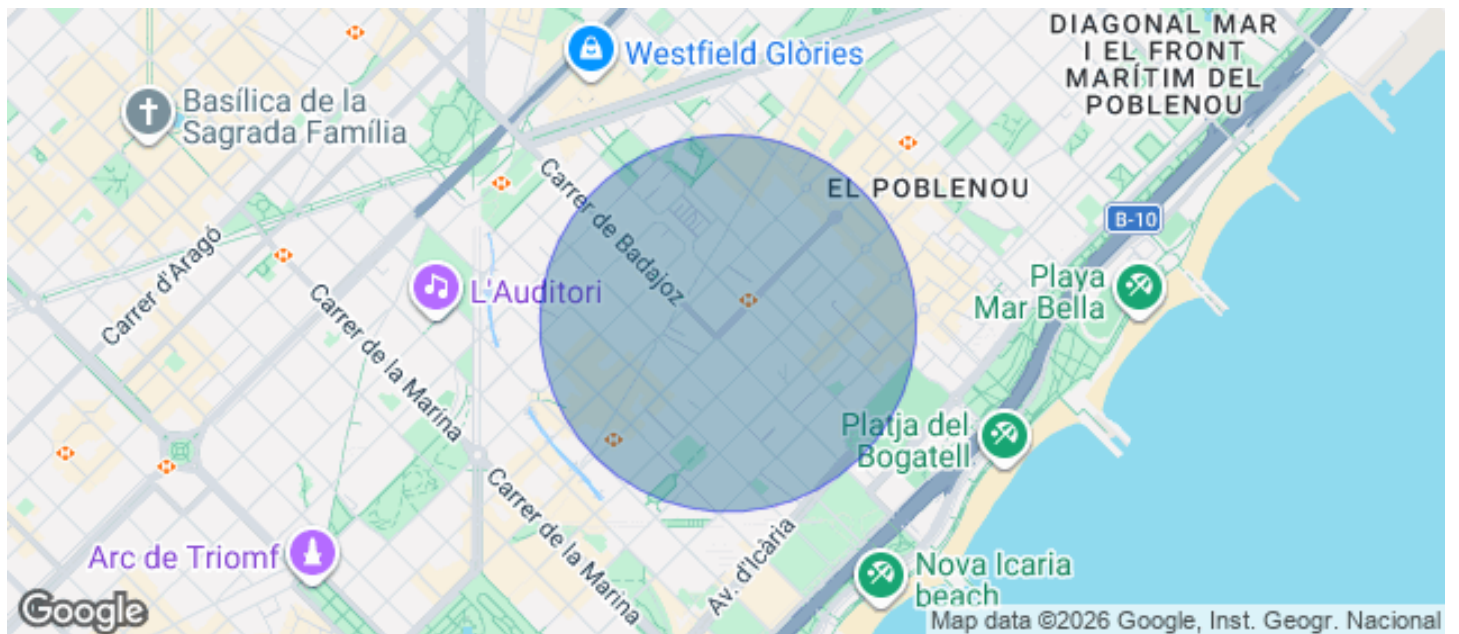 DIAGONAL MAR
I EL FRONT
MARÍTIM DEL
POBLENOU
Westfield Glòries
Basílica de la
Sagrada Família
Carrer de Badajoz
EL POBLENOU
B-10
Carrer d'Aragó
L'Auditori
Playa
Mar Bella
Carrer de la Marina
Platja del
Bogatell
Carrer de la Marina
Arc de Triomf
Av. d'Icària
Nova Icaria
beach
Google
Map data ©2026 Google, Inst. Geogr. Nacional